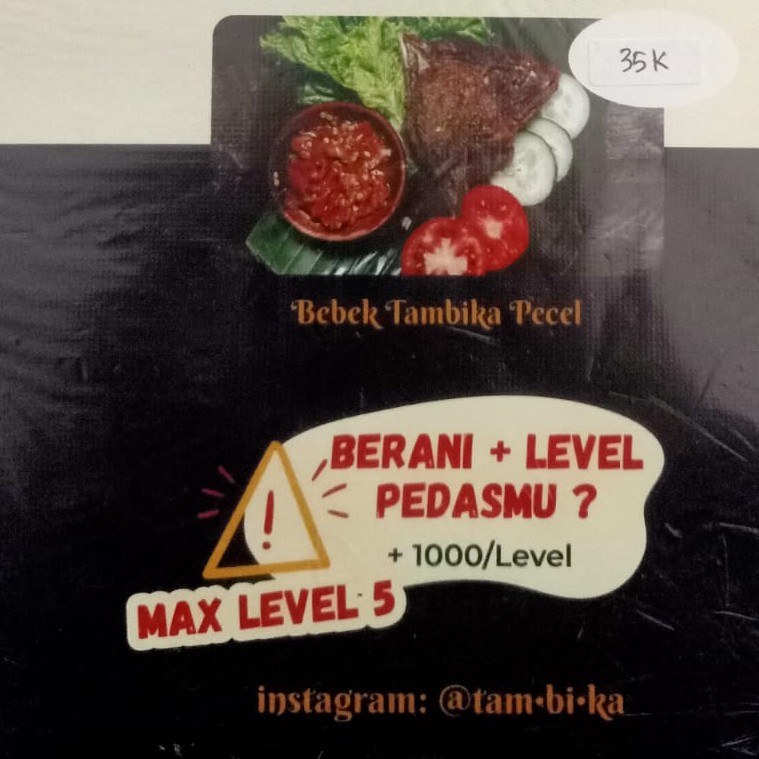 35K
Bebek Tambika Pecel
BERANI + LEVEL
PEDASMU ?
+ 1000/Level
!
MAX LEVEL 5
instagram: @tam•bi•ka